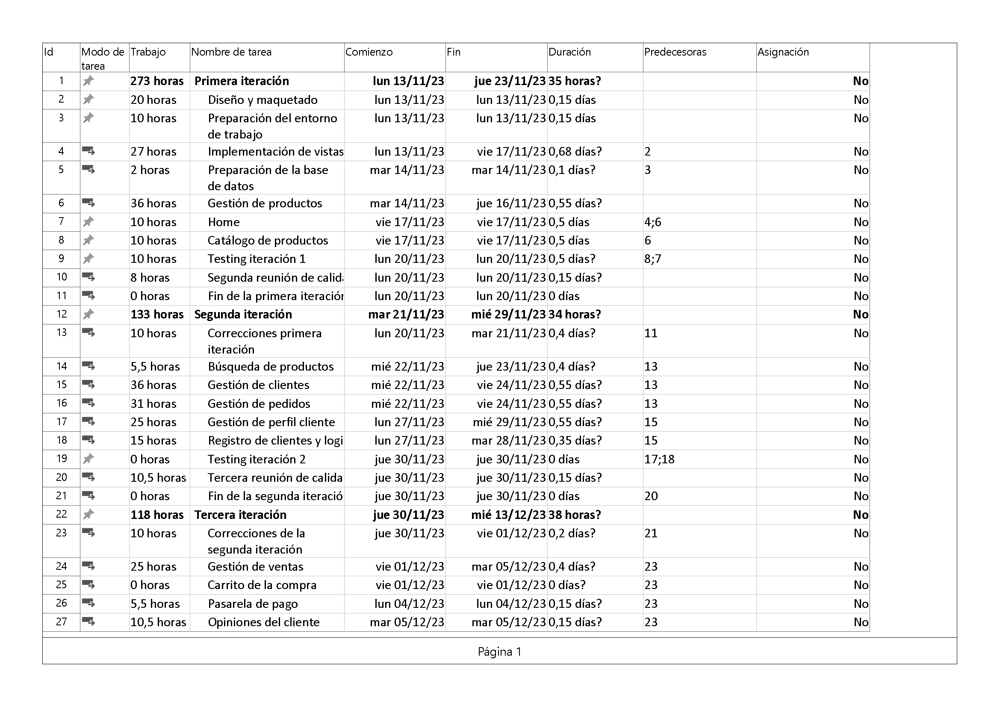 Id Modo de tarea Trabajo Nombre de tarea Comienzo Fin Duración Predecesoras Asignación
1 273 horas Primera iteración lun 13/11/23 jue 23/11/23 35 horas? No
2 20 horas Diseño y maquetado lun 13/11/23 lun 13/11/23 0,15 días No
3 10 horas Preparación del entorno de trabajo lun 13/11/23 lun 13/11/23 0,15 días No
4 27 horas Implementación de vistas lun 13/11/23 vie 17/11/23 0,68 días? 2 No
5 2 horas Preparación de la base de datos mar 14/11/23 mar 14/11/23 0,1 días? 3 No
6 36 horas Gestión de productos mar 14/11/23 jue 16/11/23 0,55 días? No
7 10 horas Home vie 17/11/23 vie 17/11/23 0,5 días 4;6 No
8 10 horas Catálogo de productos vie 17/11/23 vie 17/11/23 0,5 días 6 No
9 10 horas Testing iteración 1 lun 20/11/23 lun 20/11/23 0,5 días? 8;7 No
10 8 horas Segunda reunión de calid lun 20/11/23 lun 20/11/23 0,15 días? No
11 0 horas Fin de la primera iteración lun 20/11/23 lun 20/11/23 0 días No
12 133 horas Segunda iteración mar 21/11/23 mié 29/11/23 34 horas? No
13 10 horas Correcciones primera iteración lun 20/11/23 mar 21/11/23 0,4 días? 11 No
14 5,5 horas Búsqueda de productos mié 22/11/23 jue 23/11/23 0,4 días? 13 No
15 36 horas Gestión de clientes mié 22/11/23 vie 24/11/23 0,55 días? 13 No
16 31 horas Gestión de pedidos mié 22/11/23 vie 24/11/23 0,55 días? 13 No
17 25 horas Gestión de perfil cliente lun 27/11/23 mié 29/11/23 0,55 días? 15 No
18 15 horas Registro de clientes y logi lun 27/11/23 mar 28/11/23 0,35 días? 15 No
19 0 horas Testing iteración 2 jue 30/11/23 jue 30/11/23 0 días 17;18 No
20 10,5 horas Tercera reunión de calida jue 30/11/23 jue 30/11/23 0,15 días? No
21 0 horas Fin de la segunda iteració jue 30/11/23 jue 30/11/23 0 días 20 No
22 118 horas Tercera iteración jue 30/11/23 mié 13/12/23 38 horas? No
23 10 horas Correcciones de la segunda iteración jue 30/11/23 vie 01/12/23 0,2 días? 21 No
24 25 horas Gestión de ventas vie 01/12/23 mar 05/12/23 0,4 días? 23 No
25 0 horas Carrito de la compra vie 01/12/23 vie 01/12/23 0 días? 23 No
26 5,5 horas Pasarela de pago lun 04/12/23 lun 04/12/23 0,15 días? 23 No
27 10,5 horas Opiniones del cliente mar 05/12/23 mar 05/12/23 0,15 días? 23 No
Página 1